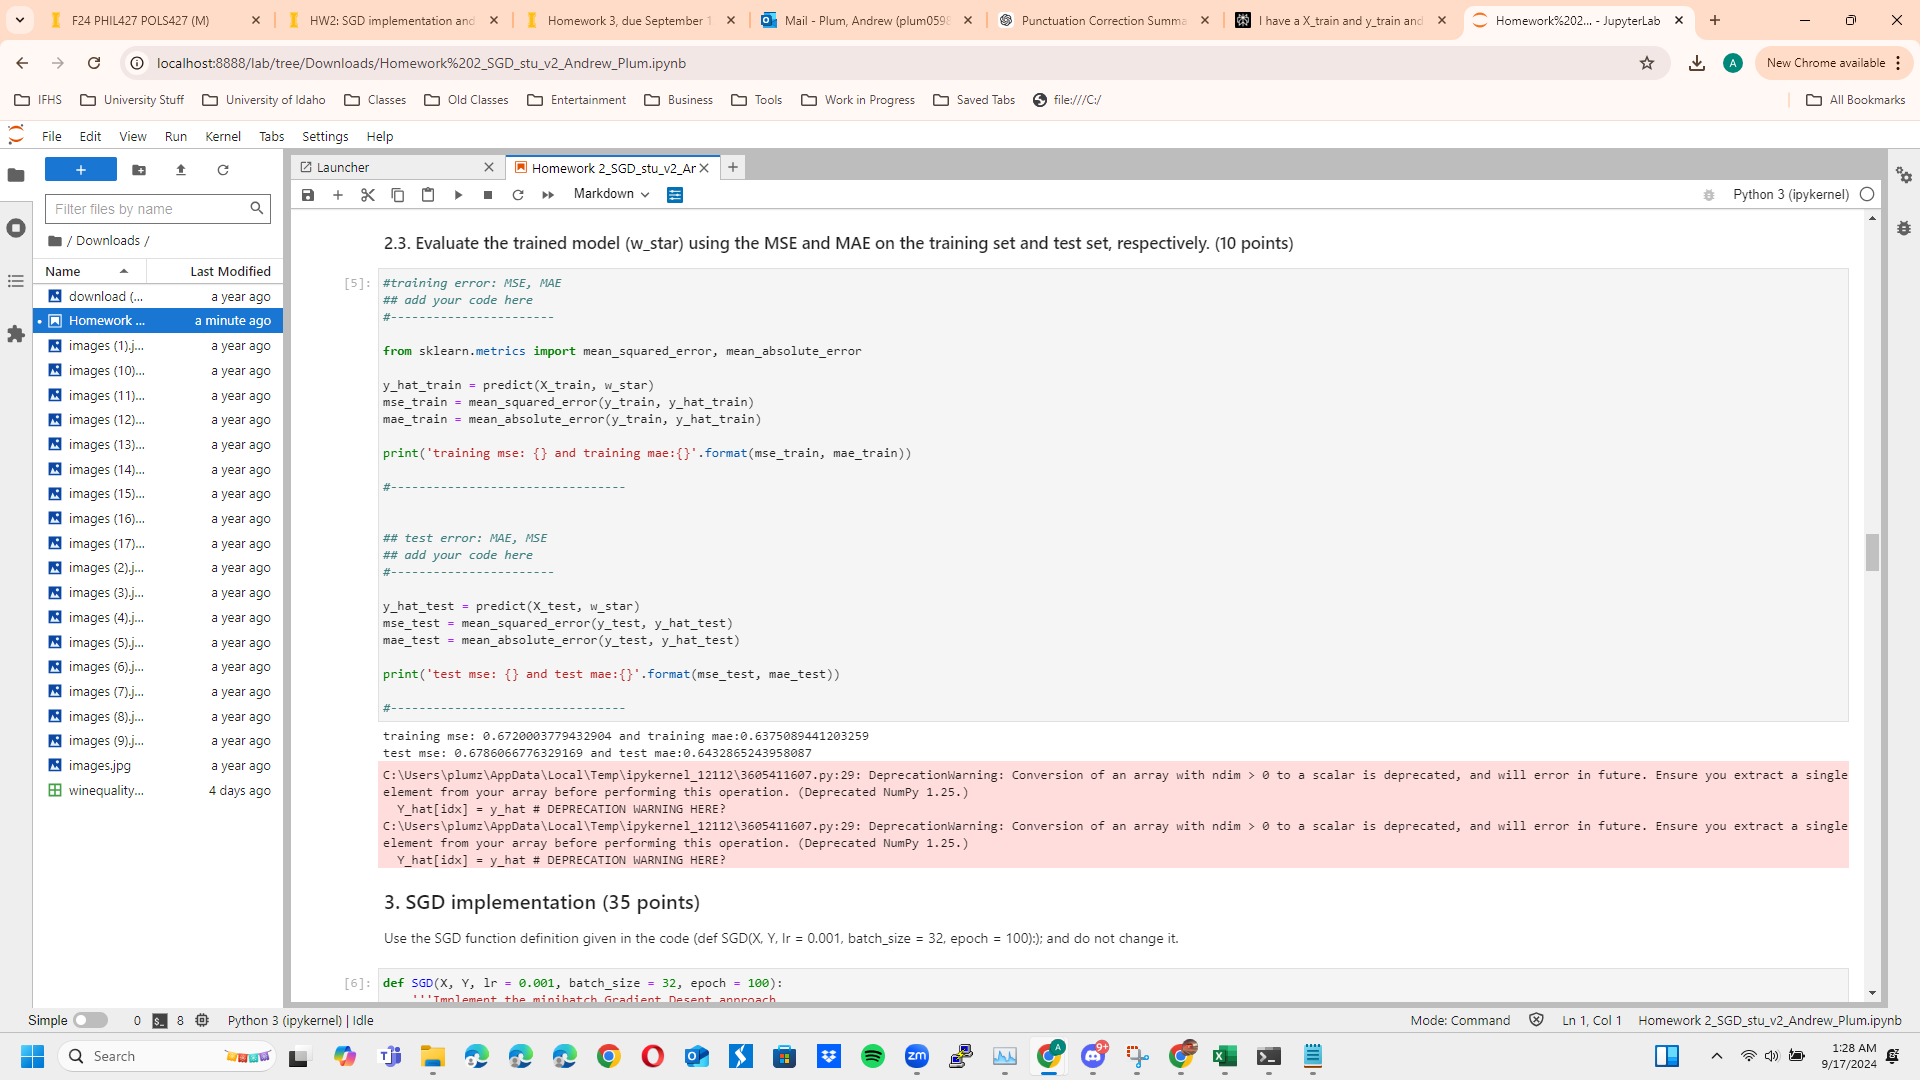 F24 PHIL427 POLS427 (M)
HW2: SGD implementation and
Homework 3, due September 1
Mail - Plum, Andrew (plum059
Punctuation Correction Summa
I have a X_train and y_train and
Homework%202... - JupyterLab
localhost:8888/lab/tree/Downloads/Homework%202_SGD_stu_v2_Andrew_Plum.ipynb
A
New Chrome available
IFHS
University Stuff
University of Idaho
Classes
Old Classes
Entertainment
Business
Tools
Work in Progress
Saved Tabs
file:///C:/
All Bookmarks
File Edit View Run Kernel Tabs Settings Help
Launcher
Homework 2_SGD_stu_v2_Ar
Markdown
Python 3 (ipykernel)
Filter files by name
/ Downloads /
Name Last Modified
download (... a year ago
Homework ... a minute ago
images (1).j... a year ago
images (10)... a year ago
images (11)... a year ago
images (12)... a year ago
images (13)... a year ago
images (14)... a year ago
images (15)... a year ago
images (16)... a year ago
images (17)... a year ago
images (2).j... a year ago
images (3).j... a year ago
images (4).j... a year ago
images (5).j... a year ago
images (6).j... a year ago
images (7).j... a year ago
images (8).j... a year ago
images (9).j... a year ago
images.jpg a year ago
winequality... 4 days ago
2.3. Evaluate the trained model (w_star) using the MSE and MAE on the training set and test set, respectively. (10 points)
[5]:
#training error: MSE, MAE
## add your code here
#-----------------------
from sklearn.metrics import mean_squared_error, mean_absolute_error
y_hat_train = predict(X_train, w_star)
mse_train = mean_squared_error(y_train, y_hat_train)
mae_train = mean_absolute_error(y_train, y_hat_train)
print('training mse: {} and training mae:{}'.format(mse_train, mae_train))
#---------------------------------
## test error: MAE, MSE
## add your code here
#-----------------------
y_hat_test = predict(X_test, w_star)
mse_test = mean_squared_error(y_test, y_hat_test)
mae_test = mean_absolute_error(y_test, y_hat_test)
print('test mse: {} and test mae:{}'.format(mse_test, mae_test))
#---------------------------------
training mse: 0.6720003779432904 and training mae:0.6375089441203259
test mse: 0.6786066776329169 and test mae:0.6432865243958087
C:\Users\plumz\AppData\Local\Temp\ipykernel_12112\3605411607.py:29: DeprecationWarning: Conversion of an array with ndim > 0 to a scalar is deprecated, and will error in future. Ensure you extract a single
element from your array before performing this operation. (Deprecated NumPy 1.25.)
Y_hat[idx] = y_hat # DEPRECATION WARNING HERE?
C:\Users\plumz\AppData\Local\Temp\ipykernel_12112\3605411607.py:29: DeprecationWarning: Conversion of an array with ndim > 0 to a scalar is deprecated, and will error in future. Ensure you extract a single
element from your array before performing this operation. (Deprecated NumPy 1.25.)
Y_hat[idx] = y_hat # DEPRECATION WARNING HERE?
3. SGD implementation (35 points)
Use the SGD function definition given in the code (def SGD(X, Y, lr = 0.001, batch_size = 32, epoch = 100):); and do not change it.
[6]:
def SGD(X, Y, lr = 0.001, batch_size = 32, epoch = 100):
'''Implement the minibatch Gradient Desent approach
Simple 0 8 Python 3 (ipykernel) | Idle
Mode: Command Ln 1, Col 1 Homework 2_SGD_stu_v2_Andrew_Plum.ipynb
Search
zm
A
9+
1:28 AM
9/17/2024